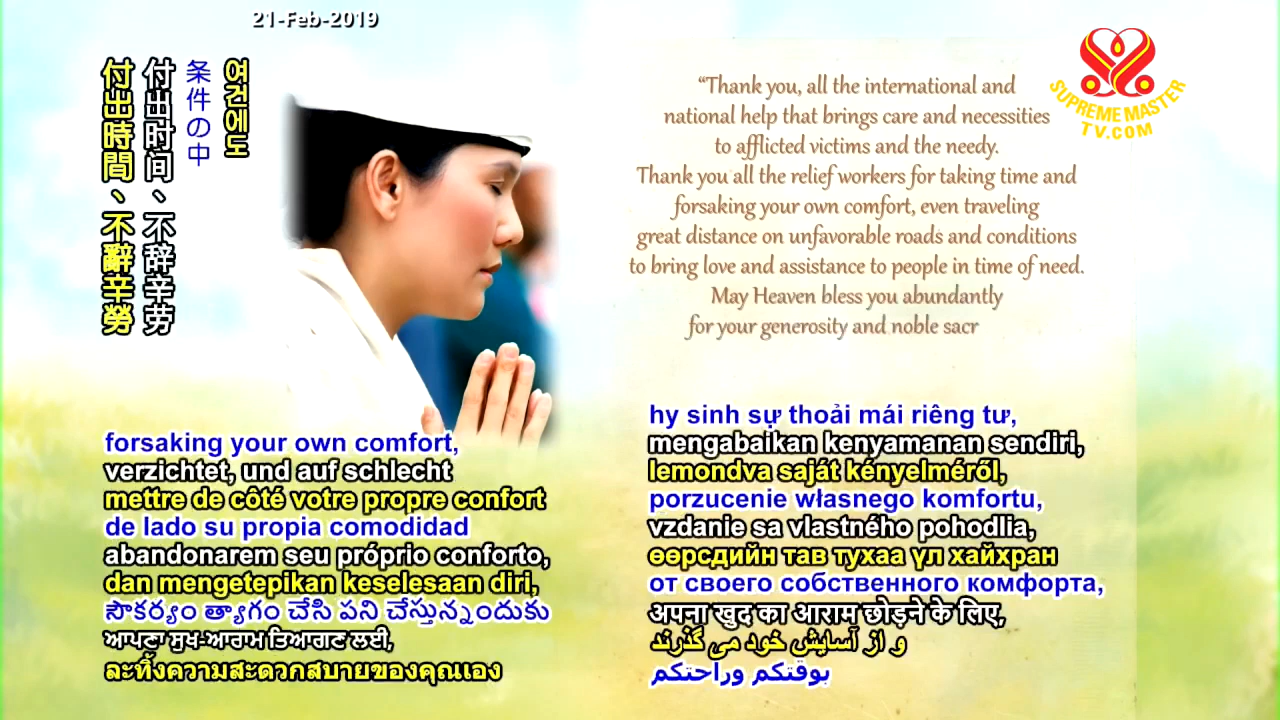 21-Feb-2019
付出時間、不辭辛勞
付出时间、不辞辛劳
条件の中
여건에도
“Thank you, all the international and
national help that brings care and necessities
to afflicted victims and the needy.
Thank you all the relief workers for taking time and
forsaking your own comfort, even traveling
great distance on unfavorable roads and conditions
to bring love and assistance to people in time of need.
May Heaven bless you abundantly
for your generosity and noble sacr
SUPREME MASTER
TV.COM
forsaking your own comfort,
verzichtet, und auf schlecht
mettre de côté votre propre confort
de lado su propia comodidad
abandonarem seu próprio conforto,
dan mengetepikan keselesaan diri,
సౌకర్యం త్యాగం చేసి పని చేస్తున్నందుకు
ਆਪਣਾ ਸੁਖ-ਆਰਾਮ ਤਿਆਗਣ ਲਈ,
ละทิ้งความสะดวกสบายของคุณเอง
hy sinh sự thoải mái riêng tư,
mengabaikan kenyamanan sendiri,
lemondva saját kényelméről,
porzucenie własnego komfortu,
vzdanie sa vlastného pohodlia,
өөрсдийн тав тухаа үл хайхран
от своего собственного комфорта,
अपना खुद का आराम छोड़ने के लिए,
و از آسایش خود می گذرند
بوقتكم وراحتكم